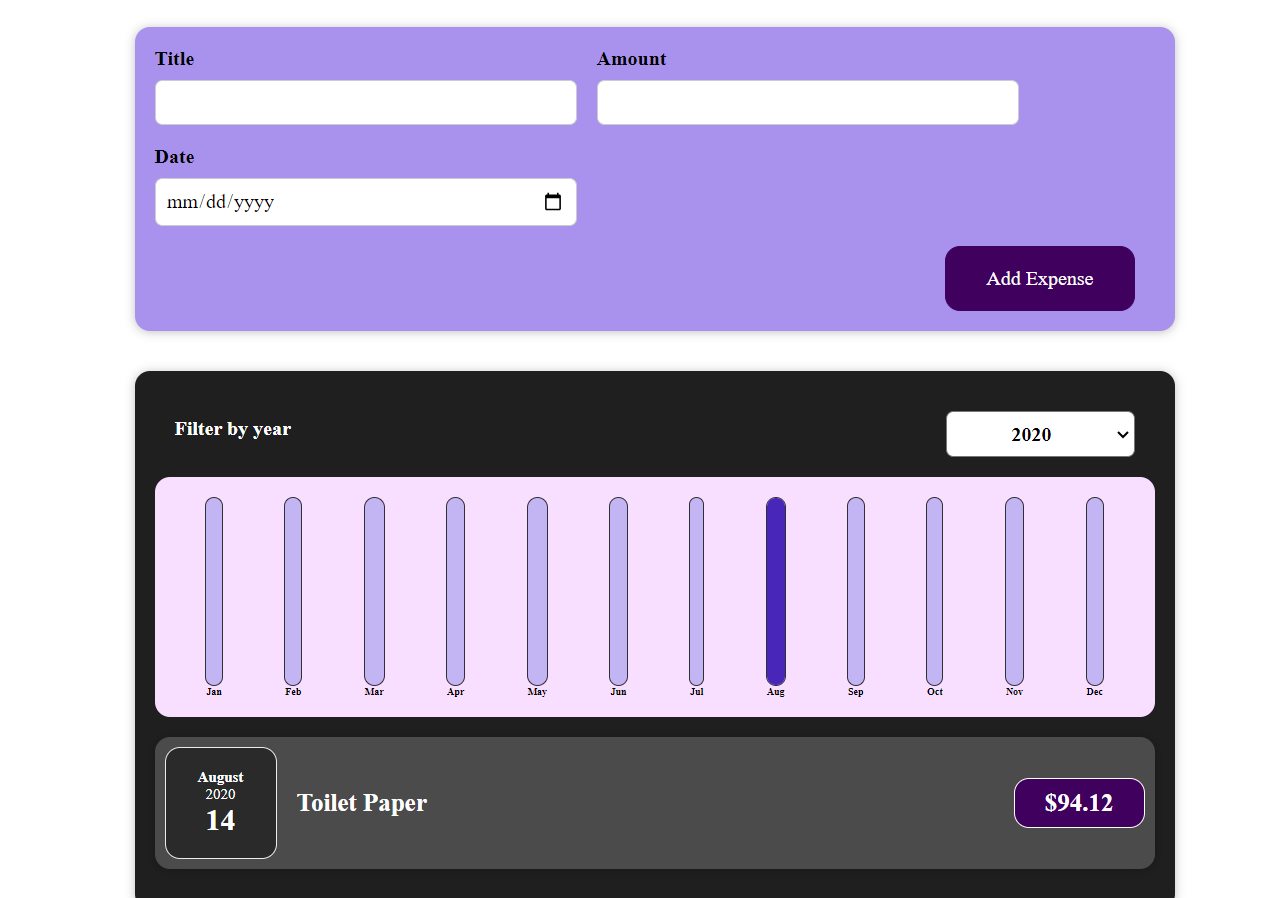 Title Amount
Date
mm/dd/yyyy
Add Expense
Filter by year 2020
Jan Feb Mar Apr May Jun Jul Aug Sep Oct Nov Dec
August
2020
14
Toilet Paper
$94.12